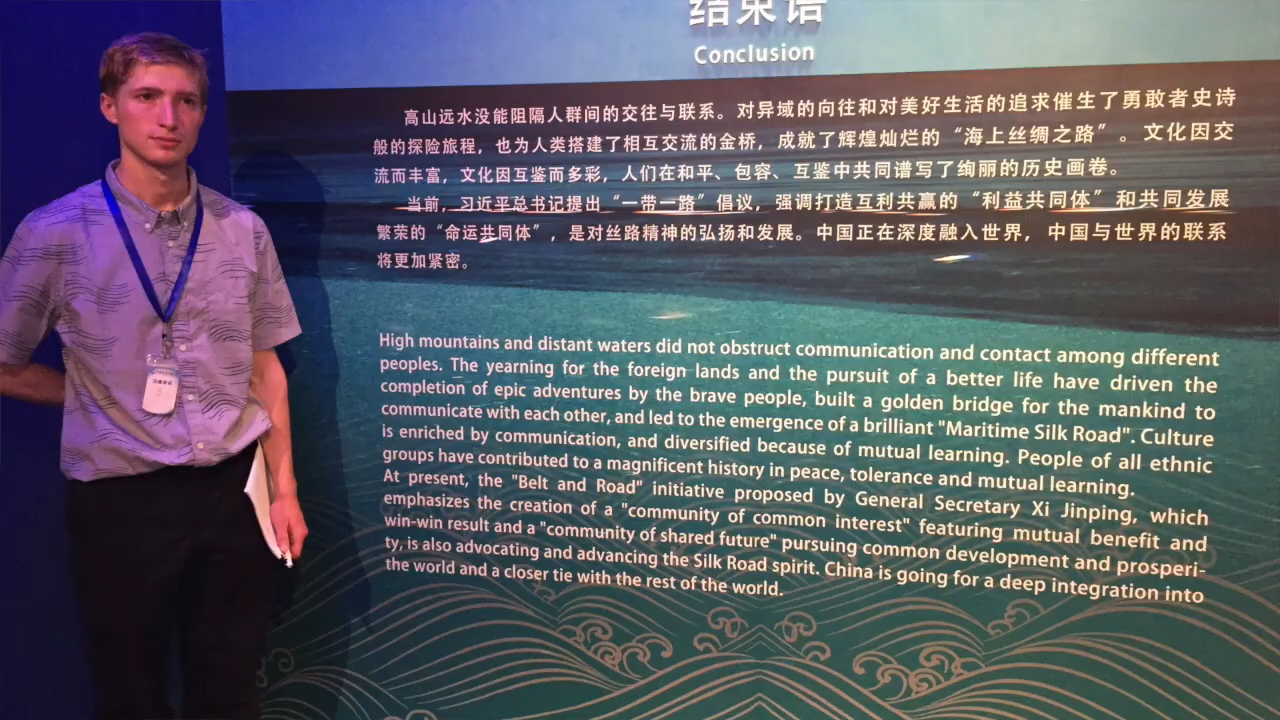 结束语
Conclusion
高山远水没能阻隔人群间的交往与联系。对异域的向往和对美好生活的追求催生了勇敢者史诗
般的探险旅程，也为人类搭建了相互交流的金桥，成就了辉煌灿烂的“海上丝绸之路”。文化因交
流而丰富，文化因互鉴而多彩，人们在和平、包容、互鉴中共同谱写了绚丽的历史画卷。
当前，习近平总书记提出“一带一路”倡议，强调打造互利共赢的“利益共同体”和共同发展
繁荣的“命运共同体”，是对丝路精神的弘扬和发展。中国正在深度融入世界，中国与世界的联系
将更加紧密。
High mountains and distant waters did not obstruct communication and contact among different
peoples. The yearning for the foreign lands and the pursuit of a better life have driven the
completion of epic adventures by the brave people, built a golden bridge for the mankind to
communicate with each other, and led to the emergence of a brilliant "Maritime Silk Road". Culture
is enriched by communication, and diversified because of mutual learning. People of all ethnic
groups have contributed to a magnificent history in peace, tolerance and mutual learning.
At present, the "Belt and Road" initiative proposed by General Secretary Xi Jinping, which
emphasizes the creation of a "community of common interest" featuring mutual benefit and
win-win result and a "community of shared future" pursuing common development and prosperi-
ty, is also advocating and advancing the Silk Road spirit. China is going for a deep integration into
the world and a closer tie with the rest of the world.